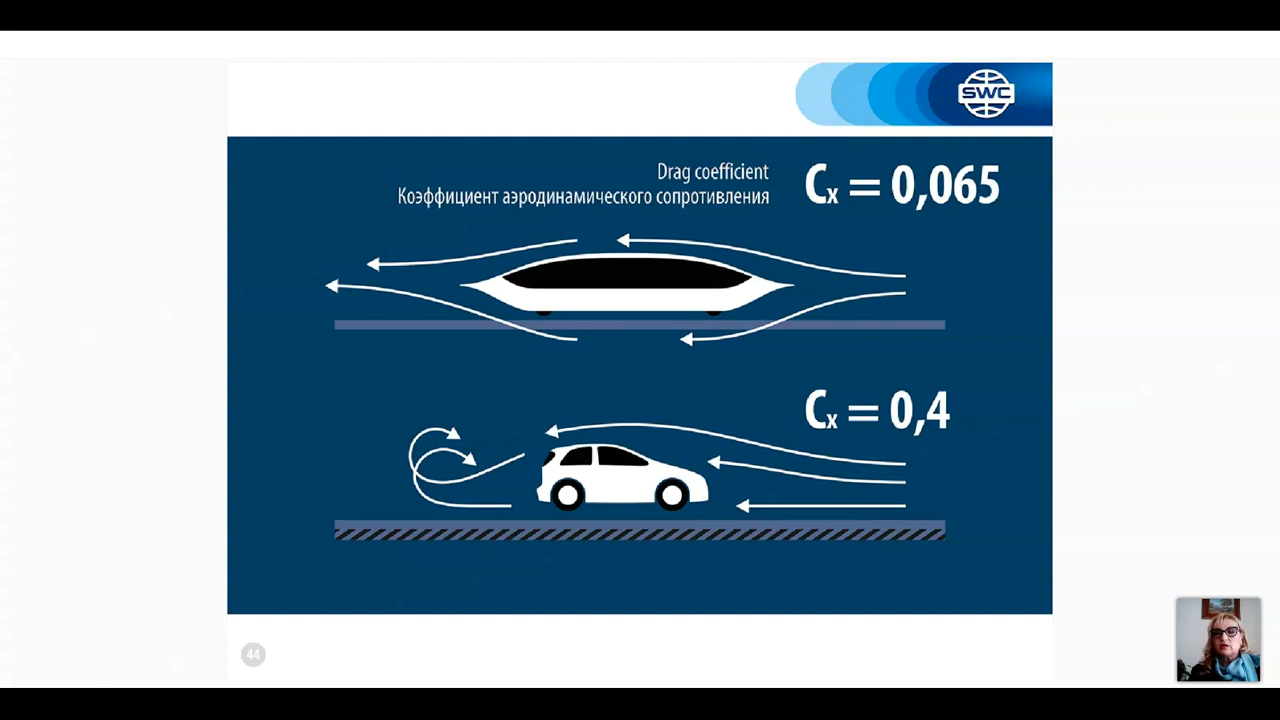 SWC
Drag coefficient
Коэффициент аэродинамического сопротивления
Cx = 0,065
Cx = 0,4
44